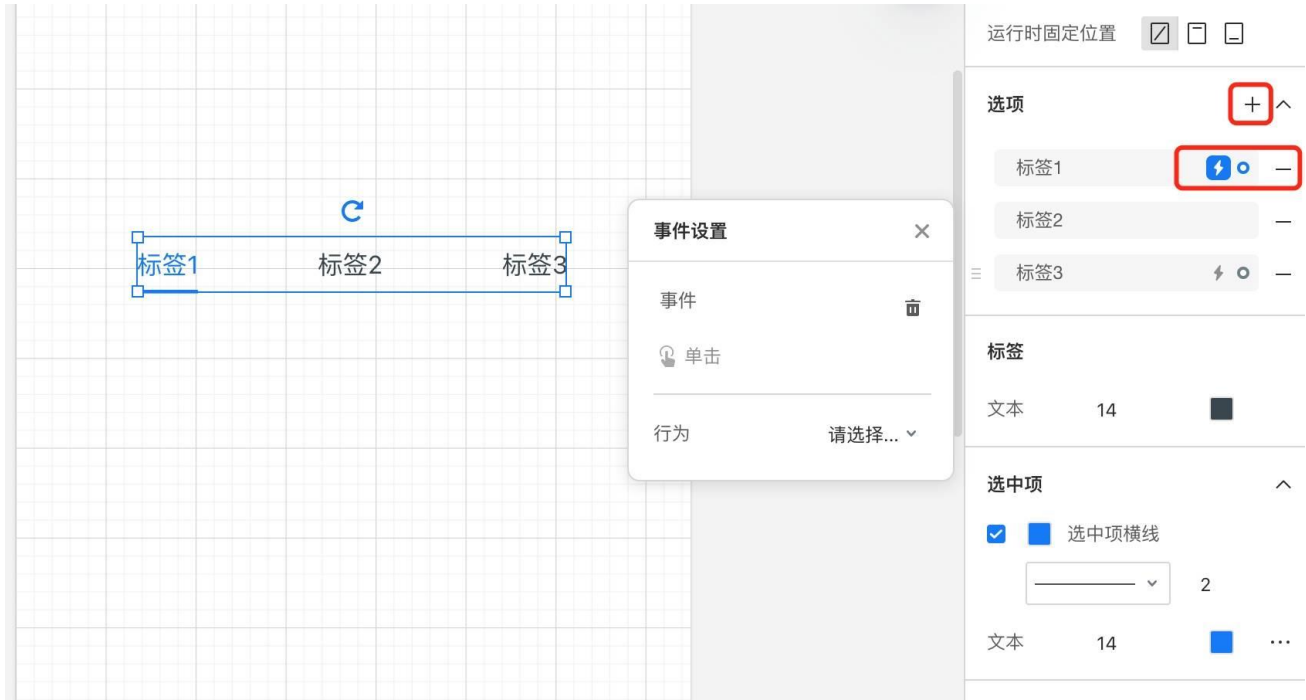 运行时固定位置
选项
标签1
标签2
标签3
标签1 标签2 标签3
事件设置
事件
单击
行为 请选择...
标签
文本 14
选中项
选中项横线
2
文本 14